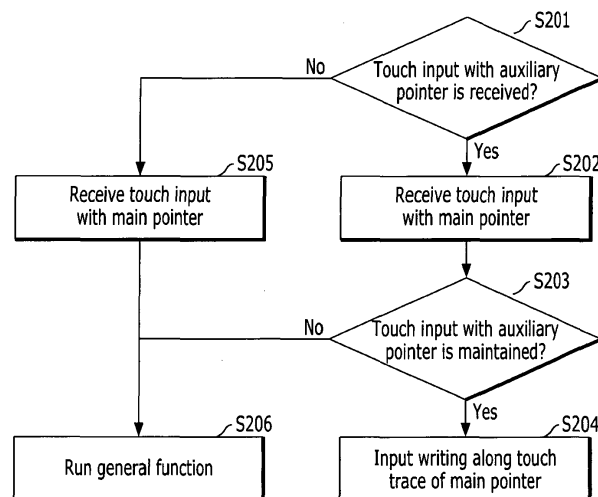 S201
Touch input with auxiliary
pointer is received?
No
Yes
S205
Receive touch input
with main pointer
S202
Receive touch input
with main pointer
S203
Touch input with auxiliary
pointer is maintained?
No
Yes
S206
Run general function
S204
Input writing along touch
trace of main pointer